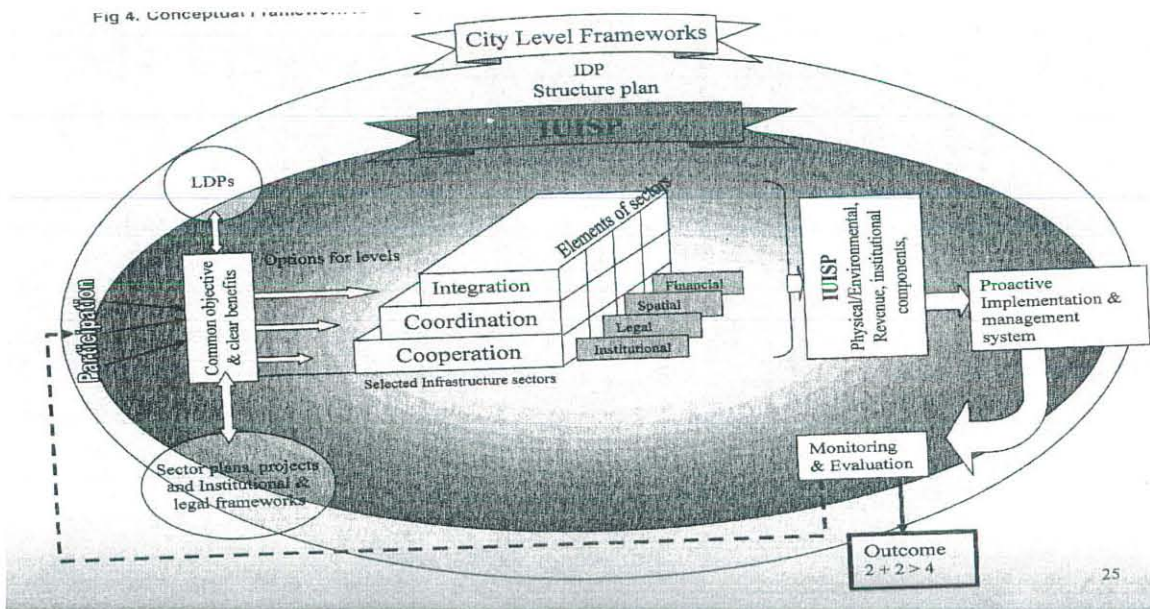 Fig 4. Conceptual Framework
City Level Frameworks
IDP
Structure plan
IUISP
LDPs
Participation
Common objective
& clear benefits
Options for levels
Elements of sectors
Integration
Coordination
Cooperation
Financial
Spatial
Legal
Institutional
Selected Infrastructure sectors
IUISP
Physical/Environmental,
Revenue, institutional
components,
Proactive
Implementation &
management
system
Sector plans, projects
and Institutional &
legal frameworks
Monitoring
& Evaluation
Outcome
2 + 2 > 4
25